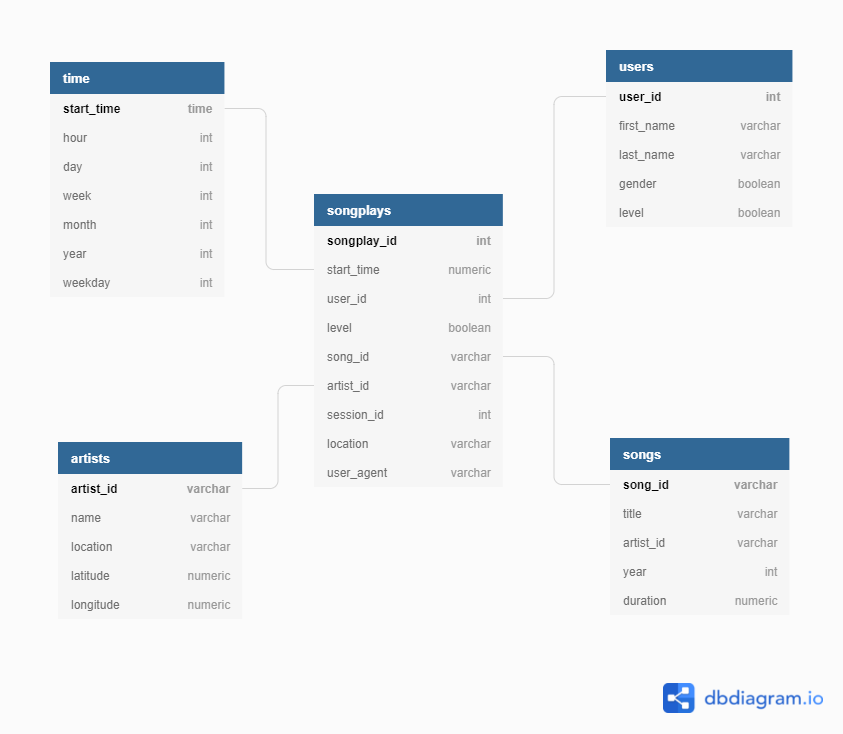 time
start_time time
hour int
day int
week int
month int
year int
weekday int
users
user_id int
first_name varchar
last_name varchar
gender boolean
level boolean
songplays
songplay_id int
start_time numeric
user_id int
level boolean
song_id varchar
artist_id varchar
session_id int
location varchar
user_agent varchar
artists
artist_id varchar
name varchar
location varchar
latitude numeric
longitude numeric
songs
song_id varchar
title varchar
artist_id varchar
year int
duration numeric
dbdiagram.io